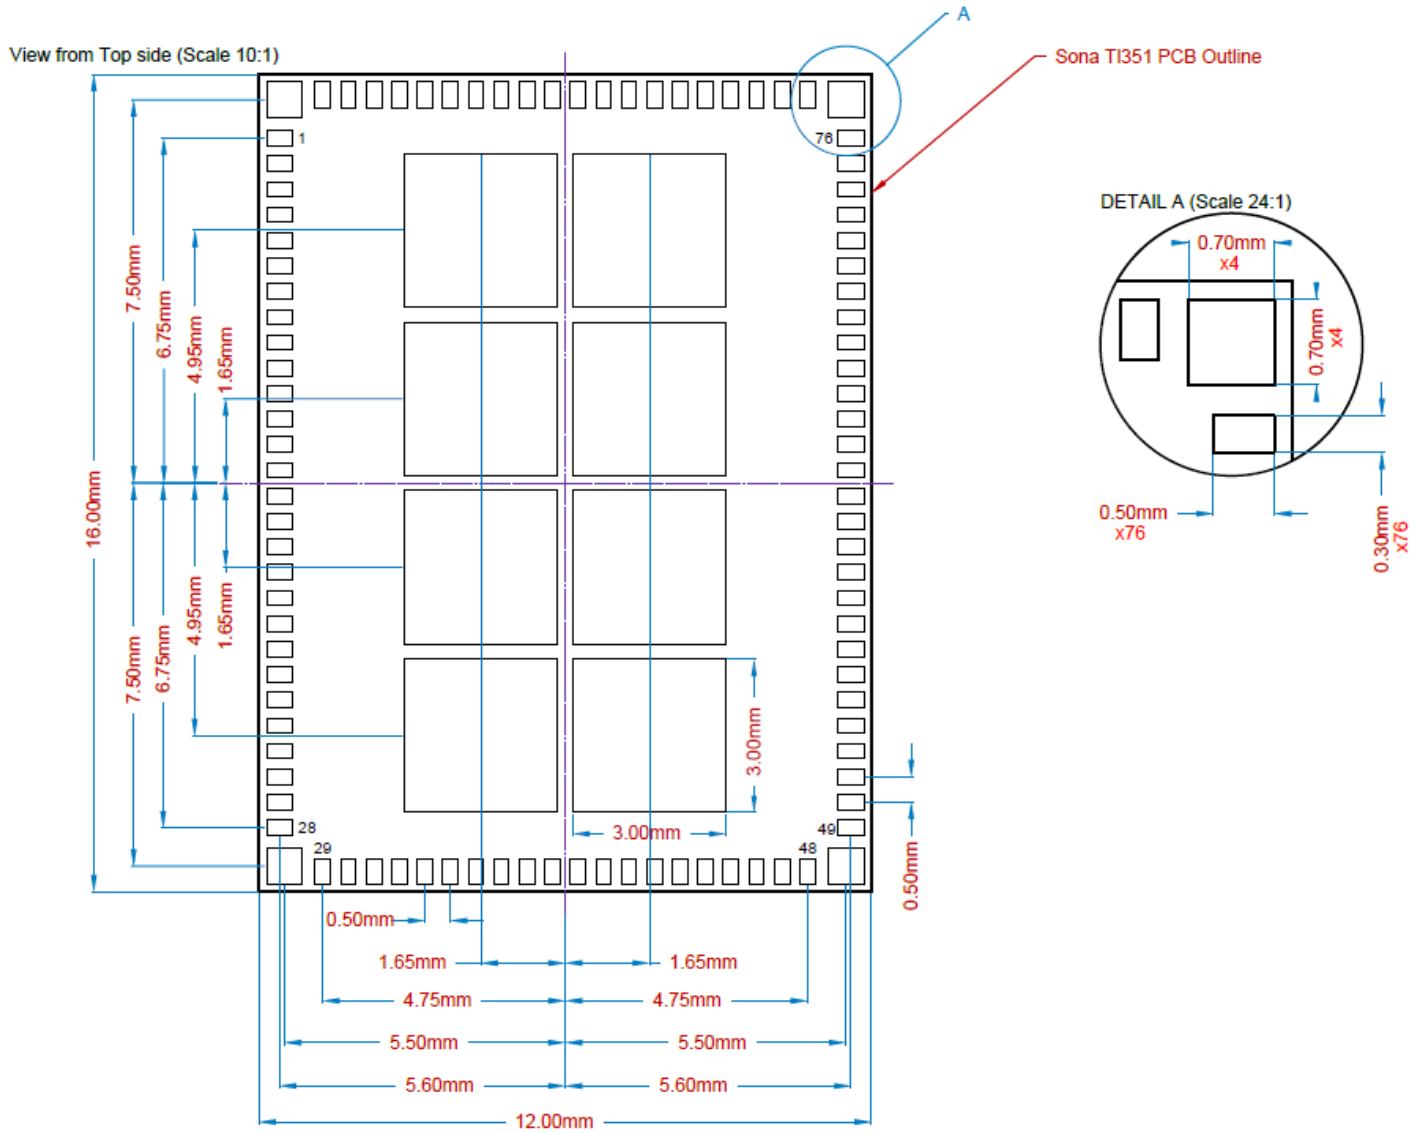 A
View from Top side (Scale 10:1)
Sona TI351 PCB Outline
1
76
DETAIL A (Scale 24:1)
0.70mm
x4
0.70mm
x4
0.50mm
x76
0.30mm
x76
7.50mm
6.75mm
4.95mm
1.65mm
16.00mm
7.50mm
6.75mm
4.95mm
1.65mm
3.00mm
3.00mm
28
29
49
48
0.50mm
0.50mm
1.65mm
1.65mm
4.75mm
4.75mm
5.50mm
5.50mm
5.60mm
5.60mm
12.00mm